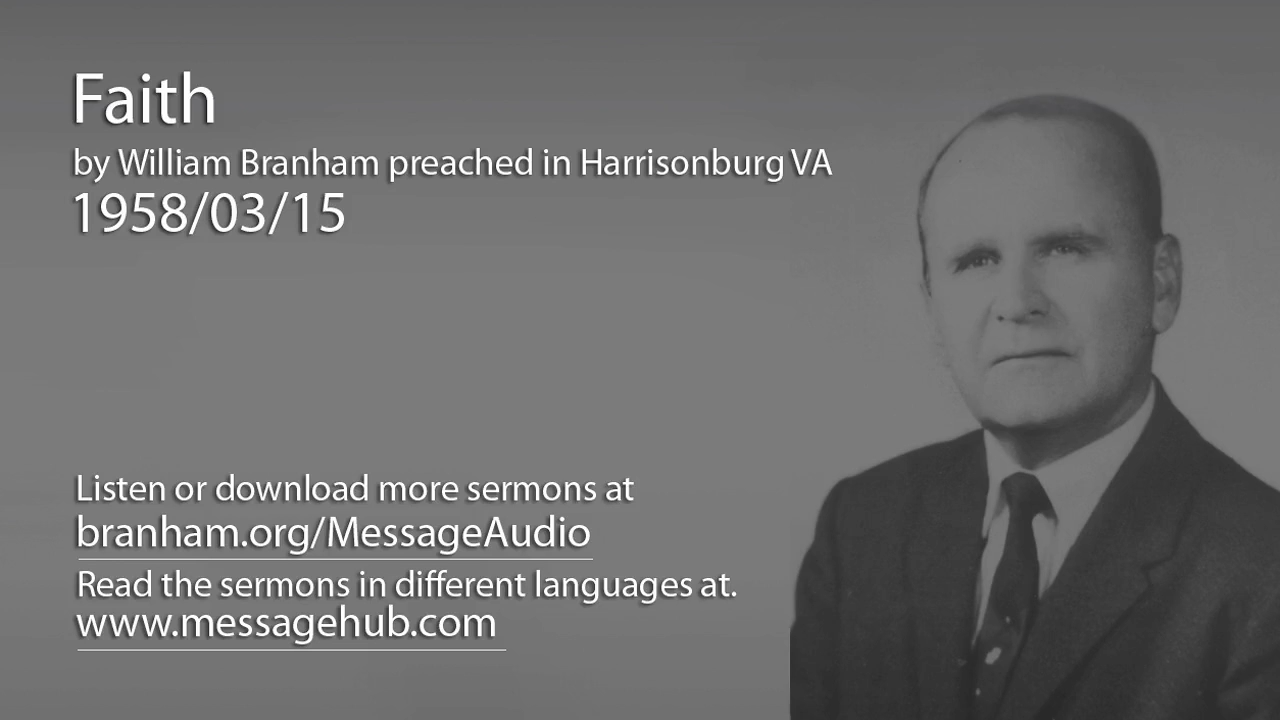 Faith
by William Branham preached in Harrisonburg VA
1958/03/15
Listen or download more sermons at
branham.org/MessageAudio
Read the sermons in different languages at.
www.messagehub.com